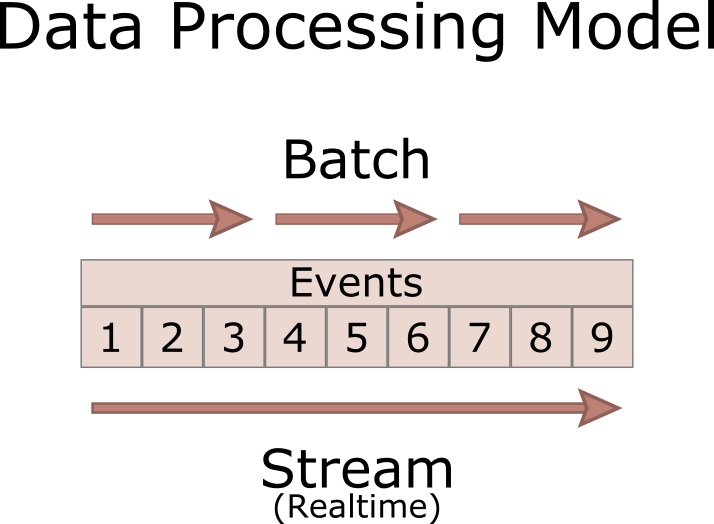 Data Processing Model
Batch
Events
1 2 3 4 5 6 7 8 9
Stream
(Realtime)